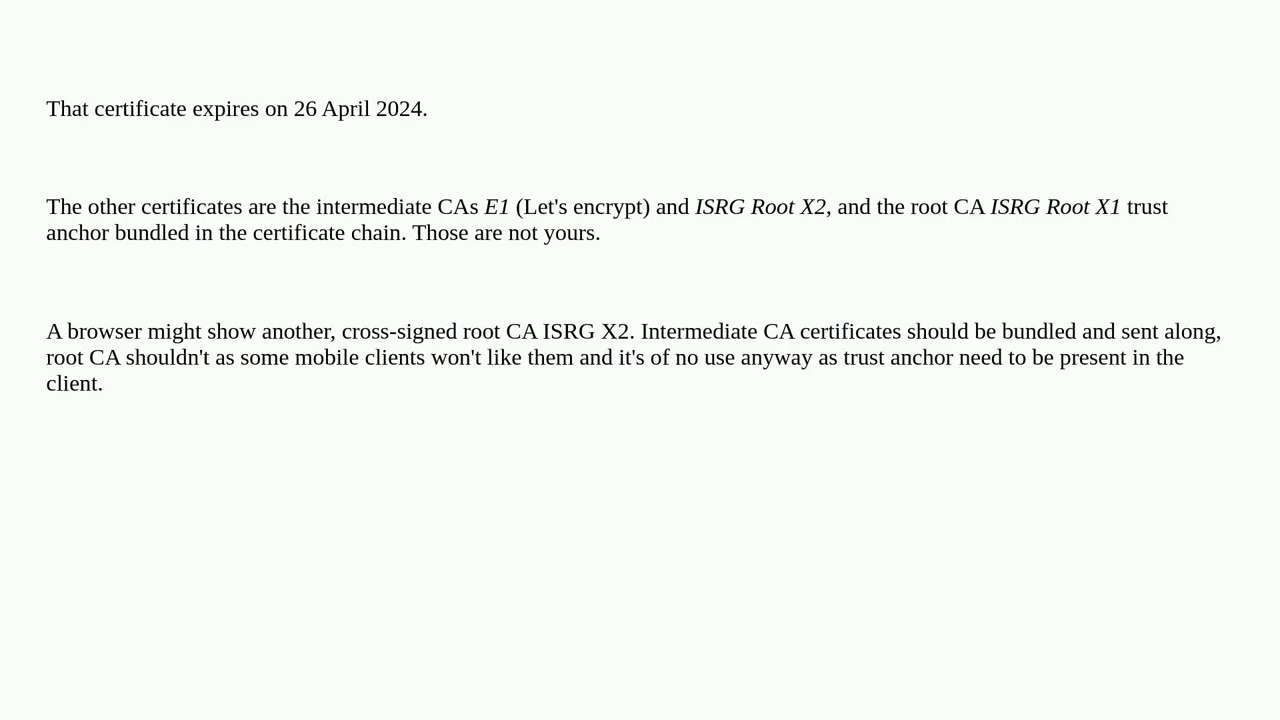 That certificate expires on 26 April 2024.
The other certificates are the intermediate CAs E1 (Let's encrypt) and ISRG Root X2, and the root CA ISRG Root X1 trust
anchor bundled in the certificate chain. Those are not yours.
A browser might show another, cross-signed root CA ISRG X2. Intermediate CA certificates should be bundled and sent along,
root CA shouldn't as some mobile clients won't like them and it's of no use anyway as trust anchor need to be present in the
client.